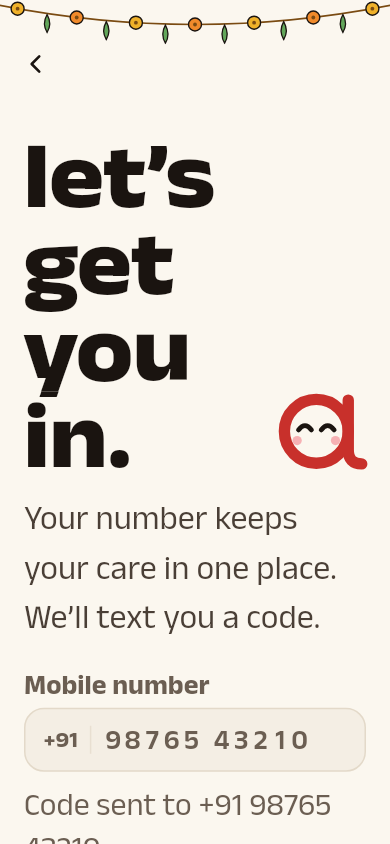 let’s
get
you
in.
Your number keeps
your care in one place.
We’ll text you a code.
Mobile number
+91 98765 43210
Code sent to +91 98765
43210